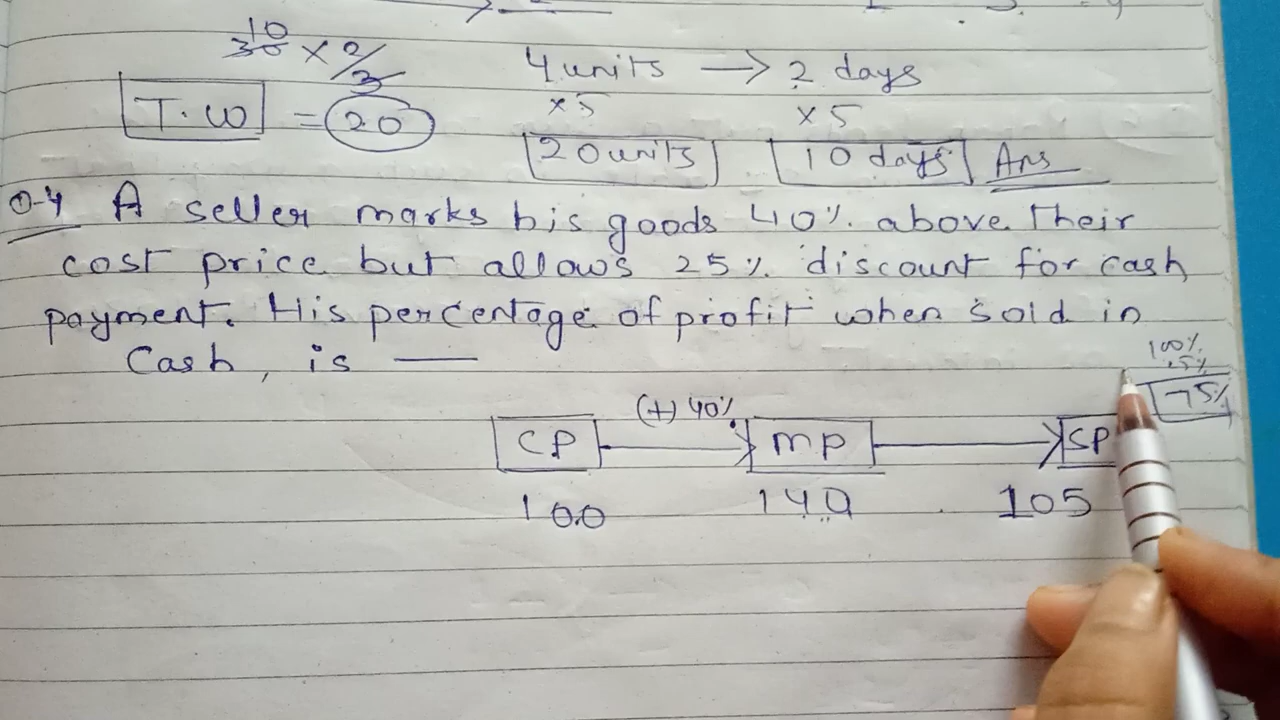 10
30 × 2/3
4 units → 2 days
×5 ×5
T.W = 20
20 units 10 days Ans
Q-4 A seller marks his goods 40% above Their
cost price but allows 25% discount for cash
payment. His percentage of profit when sold in
Cash, is ——
100%
25%
75%
(+) 40%
CP MP SP
100 140 105